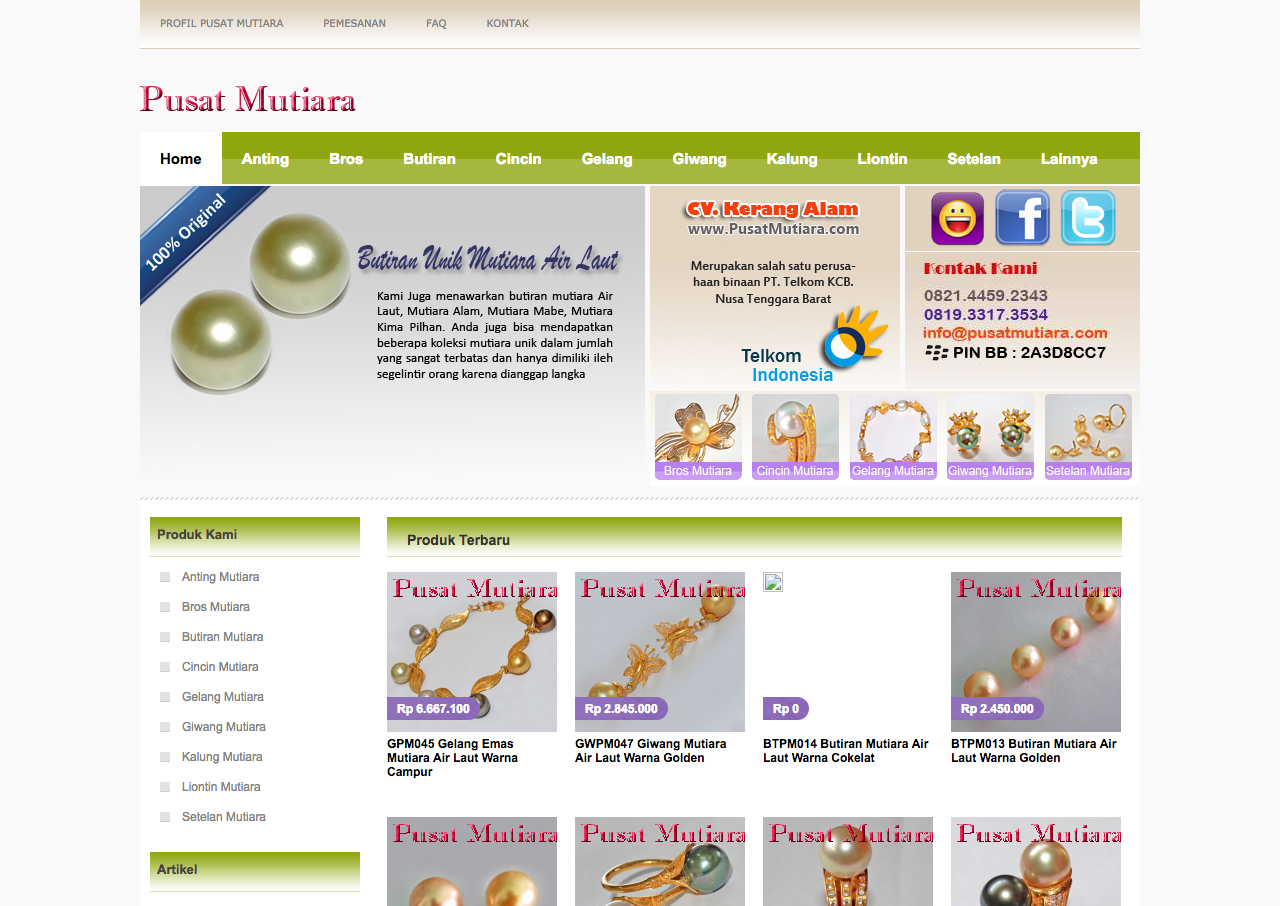 PROFIL PUSAT MUTIARA PEMESANAN FAQ KONTAK
Pusat Mutiara
Home Anting Bros Butiran Cincin Gelang Giwang Kalung Liontin Setelan Lainnya
100% Original
Butiran Unik Mutiara Air Laut
Kami Juga menawarkan butiran mutiara Air
Laut, Mutiara Alam, Mutiara Mabe, Mutiara
Kima Pilhan. Anda juga bisa mendapatkan
beberapa koleksi mutiara unik dalam jumlah
yang sangat terbatas dan hanya dimiliki ileh
segelintir orang karena dianggap langka
CV. Kerang Alam
www.PusatMutiara.com
Merupakan salah satu perusa-
haan binaan PT. Telkom KCB.
Nusa Tenggara Barat
Telkom
Indonesia
Kontak Kami
0821.4459.2343
0819.3317.3534
info@pusatmutiara.com
PIN BB : 2A3D8CC7
Bros Mutiara Cincin Mutiara Gelang Mutiara Giwang Mutiara Setelan Mutiara
Produk Kami
Anting Mutiara
Bros Mutiara
Butiran Mutiara
Cincin Mutiara
Gelang Mutiara
Giwang Mutiara
Kalung Mutiara
Liontin Mutiara
Setelan Mutiara
Artikel
Produk Terbaru
Pusat Mutiara
Rp 6.667.100
GPM045 Gelang Emas
Mutiara Air Laut Warna
Campur
Pusat Mutiara
Rp 2.845.000
GWPM047 Giwang Mutiara
Air Laut Warna Golden
Rp 0
BTPM014 Butiran Mutiara Air
Laut Warna Cokelat
Pusat Mutiara
Rp 2.450.000
BTPM013 Butiran Mutiara Air
Laut Warna Golden
Pusat Mutiara
Pusat Mutiara
Pusat Mutiara
Pusat Mutiara